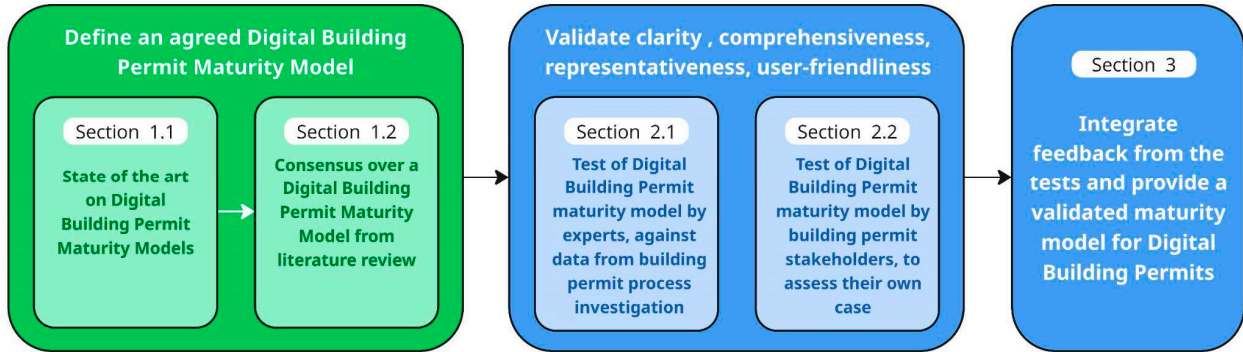 Define an agreed Digital Building
Permit Maturity Model
Section 1.1
State of the art
on Digital
Building Permit
Maturity Models
Section 1.2
Consensus over a
Digital Building
Permit Maturity
Model from
literature review
Validate clarity , comprehensiveness,
representativeness, user-friendliness
Section 2.1
Test of Digital
Building Permit
maturity model by
experts, against
data from building
permit process
investigation
Section 2.2
Test of Digital
Building Permit
maturity model by
building permit
stakeholders, to
assess their own
case
Section 3
Integrate
feedback from the
tests and provide a
validated maturity
model for Digital
Building Permits